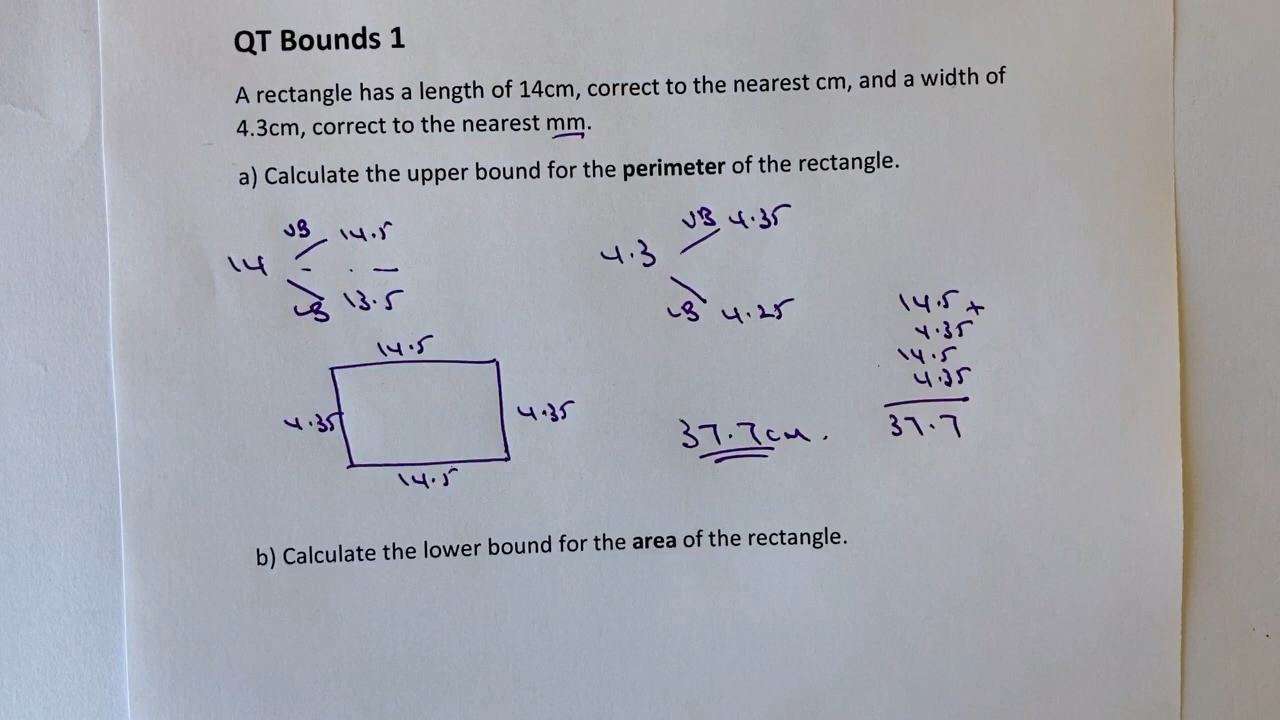 QT Bounds 1
A rectangle has a length of 14cm, correct to the nearest cm, and a width of
4.3cm, correct to the nearest mm.
a) Calculate the upper bound for the perimeter of the rectangle.
UB 14.5
14
LB 13.5
UB 4.35
4.3
LB 4.25
14.5 +
4.35
14.5
4.35
37.7
14.5
4.35
4.35
14.5
37.7cm.
b) Calculate the lower bound for the area of the rectangle.